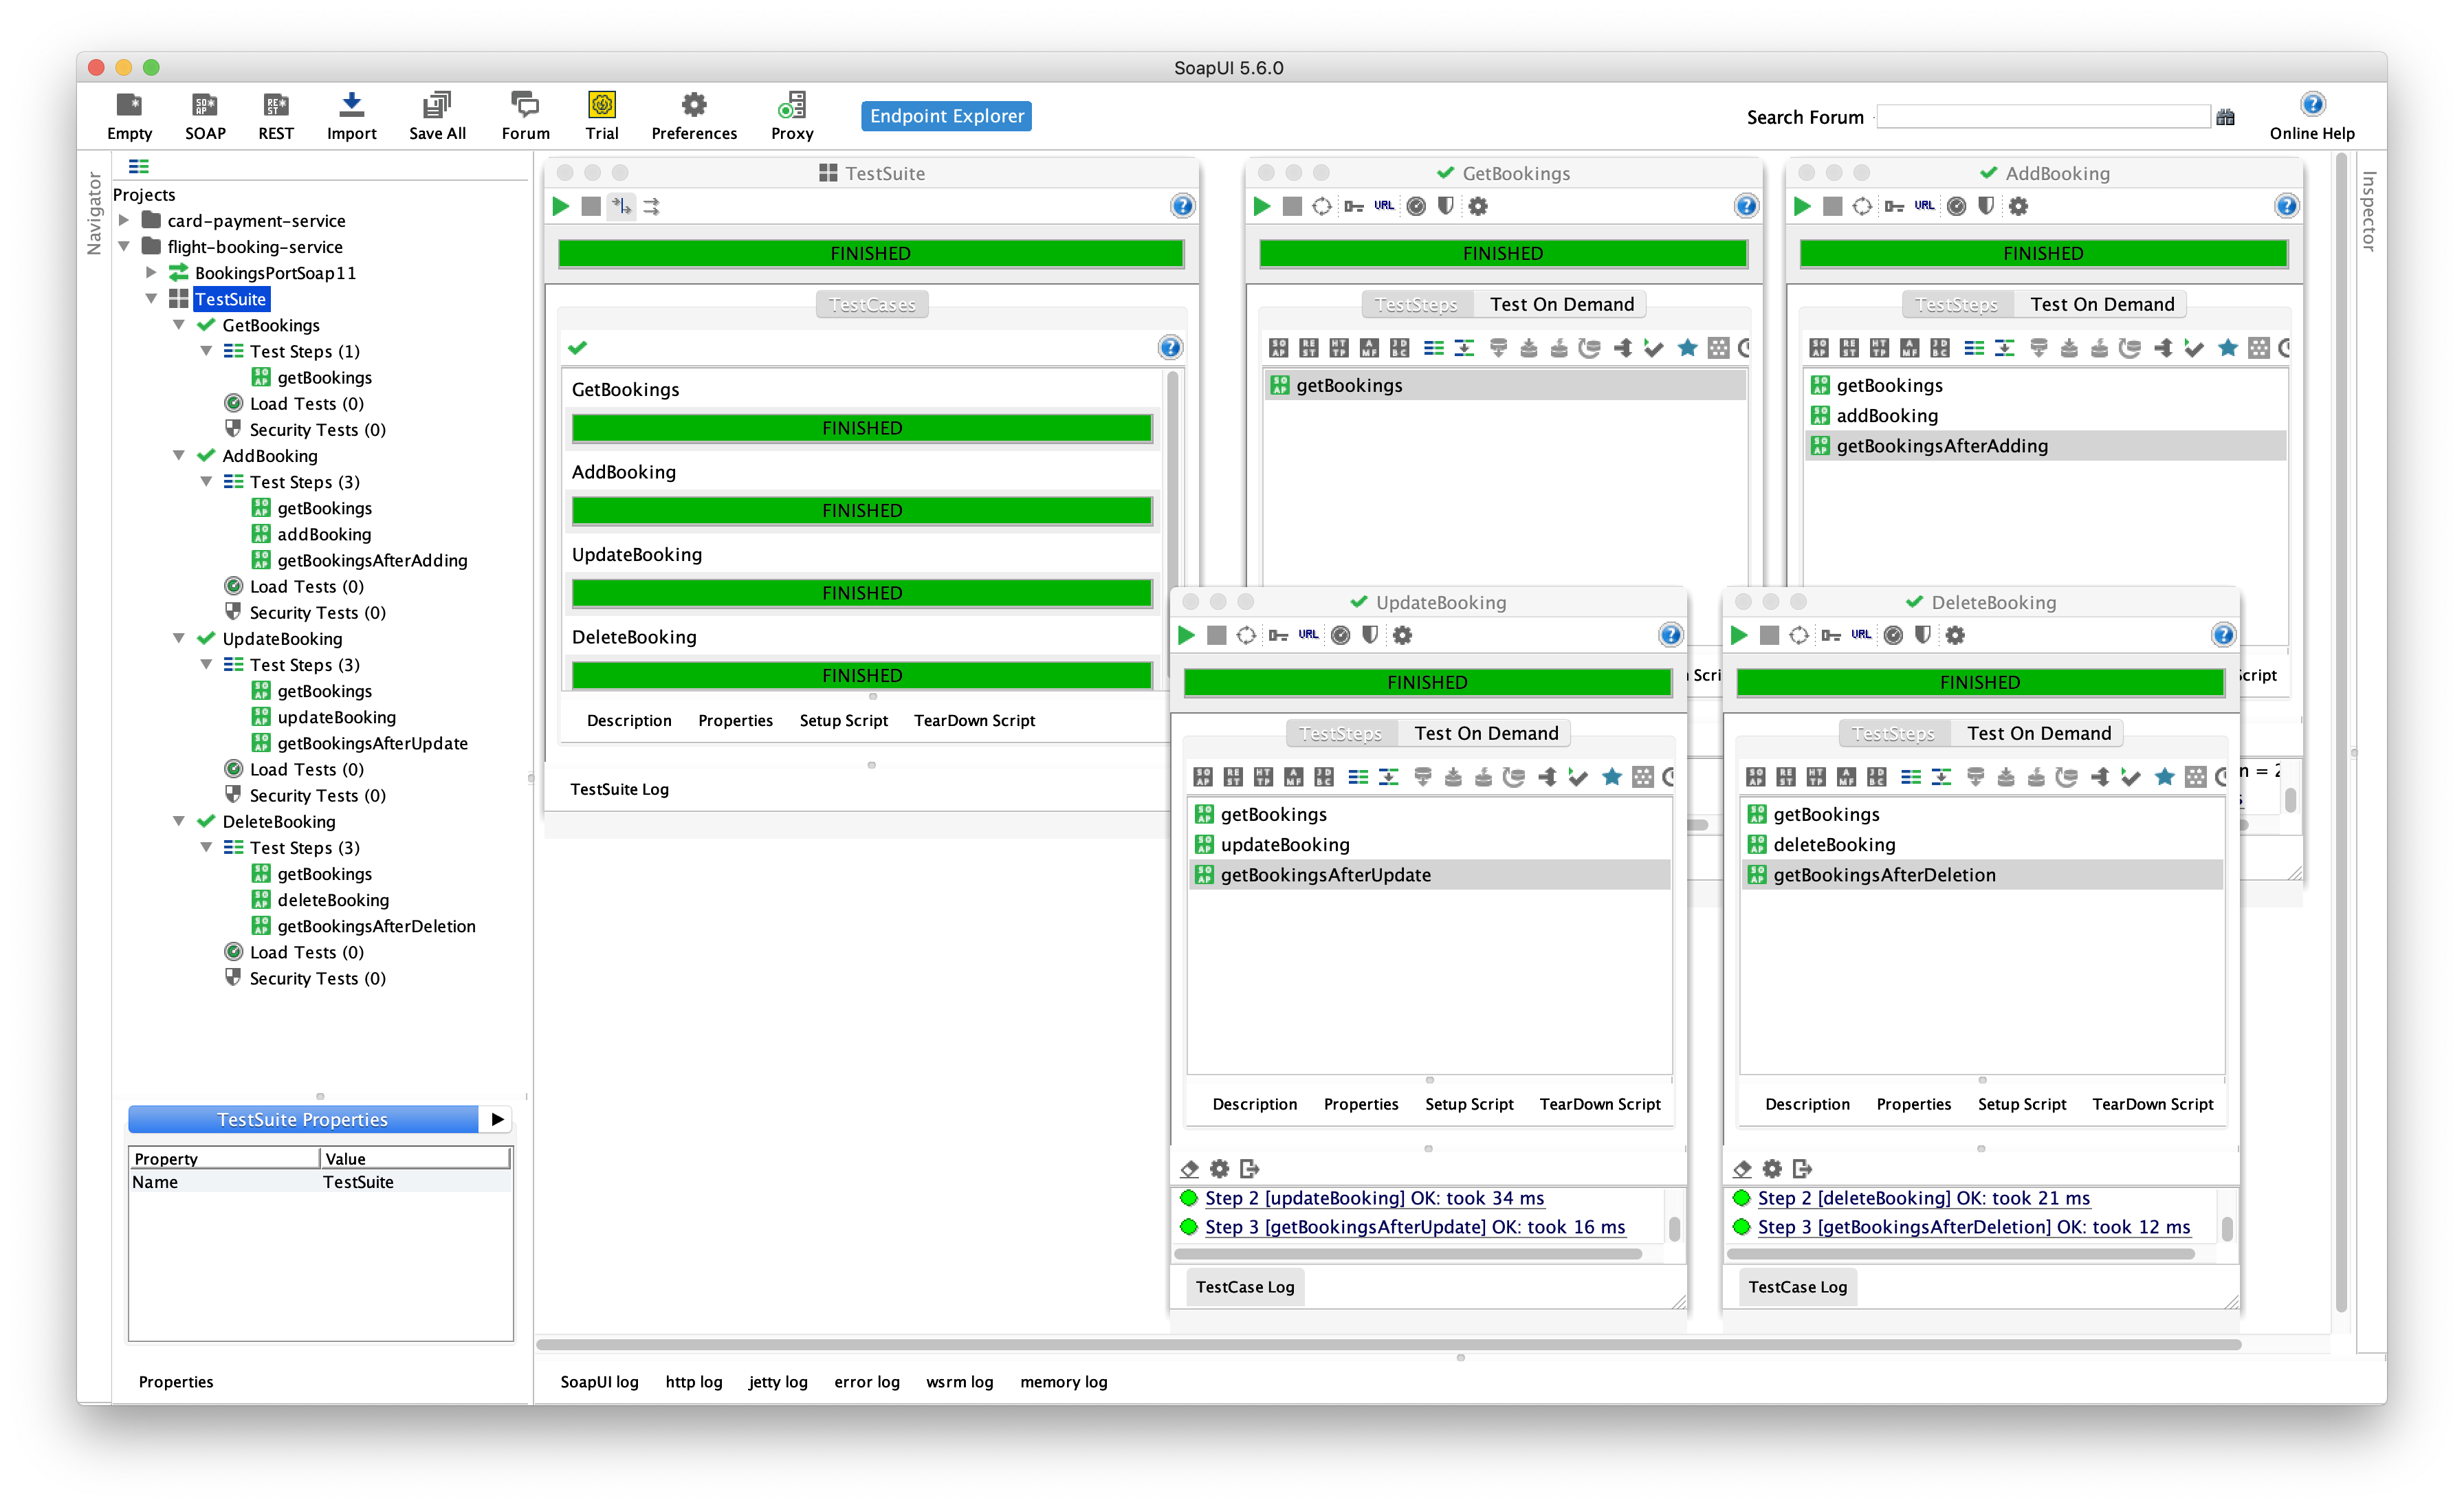 SoapUI 5.6.0
Empty
SOAP
REST
Import
Save All
Forum
Trial
Preferences
Proxy
Endpoint Explorer
Search Forum
Online Help
Navigator
Projects
card-payment-service
flight-booking-service
BookingsPortSoap11
TestSuite
GetBookings
Test Steps (1)
getBookings
Load Tests (0)
Security Tests (0)
AddBooking
Test Steps (3)
getBookings
addBooking
getBookingsAfterAdding
Load Tests (0)
Security Tests (0)
UpdateBooking
Test Steps (3)
getBookings
updateBooking
getBookingsAfterUpdate
Load Tests (0)
Security Tests (0)
DeleteBooking
Test Steps (3)
getBookings
deleteBooking
getBookingsAfterDeletion
Load Tests (0)
Security Tests (0)
TestSuite Properties
Property Value
Name TestSuite
Properties
TestSuite
FINISHED
TestCases
GetBookings
FINISHED
AddBooking
FINISHED
UpdateBooking
FINISHED
DeleteBooking
FINISHED
Description Properties Setup Script TearDown Script
TestSuite Log
GetBookings
URL
FINISHED
TestSteps Test On Demand
getBookings
AddBooking
URL
FINISHED
TestSteps Test On Demand
getBookings
addBooking
getBookingsAfterAdding
UpdateBooking
URL
FINISHED
TestSteps Test On Demand
getBookings
updateBooking
getBookingsAfterUpdate
Description Properties Setup Script TearDown Script
Step 2 [updateBooking] OK: took 34 ms
Step 3 [getBookingsAfterUpdate] OK: took 16 ms
TestCase Log
DeleteBooking
URL
FINISHED
TestSteps Test On Demand
getBookings
deleteBooking
getBookingsAfterDeletion
Description Properties Setup Script TearDown Script
Step 2 [deleteBooking] OK: took 21 ms
Step 3 [getBookingsAfterDeletion] OK: took 12 ms
TestCase Log
Inspector
SoapUI log http log jetty log error log wsrm log memory log